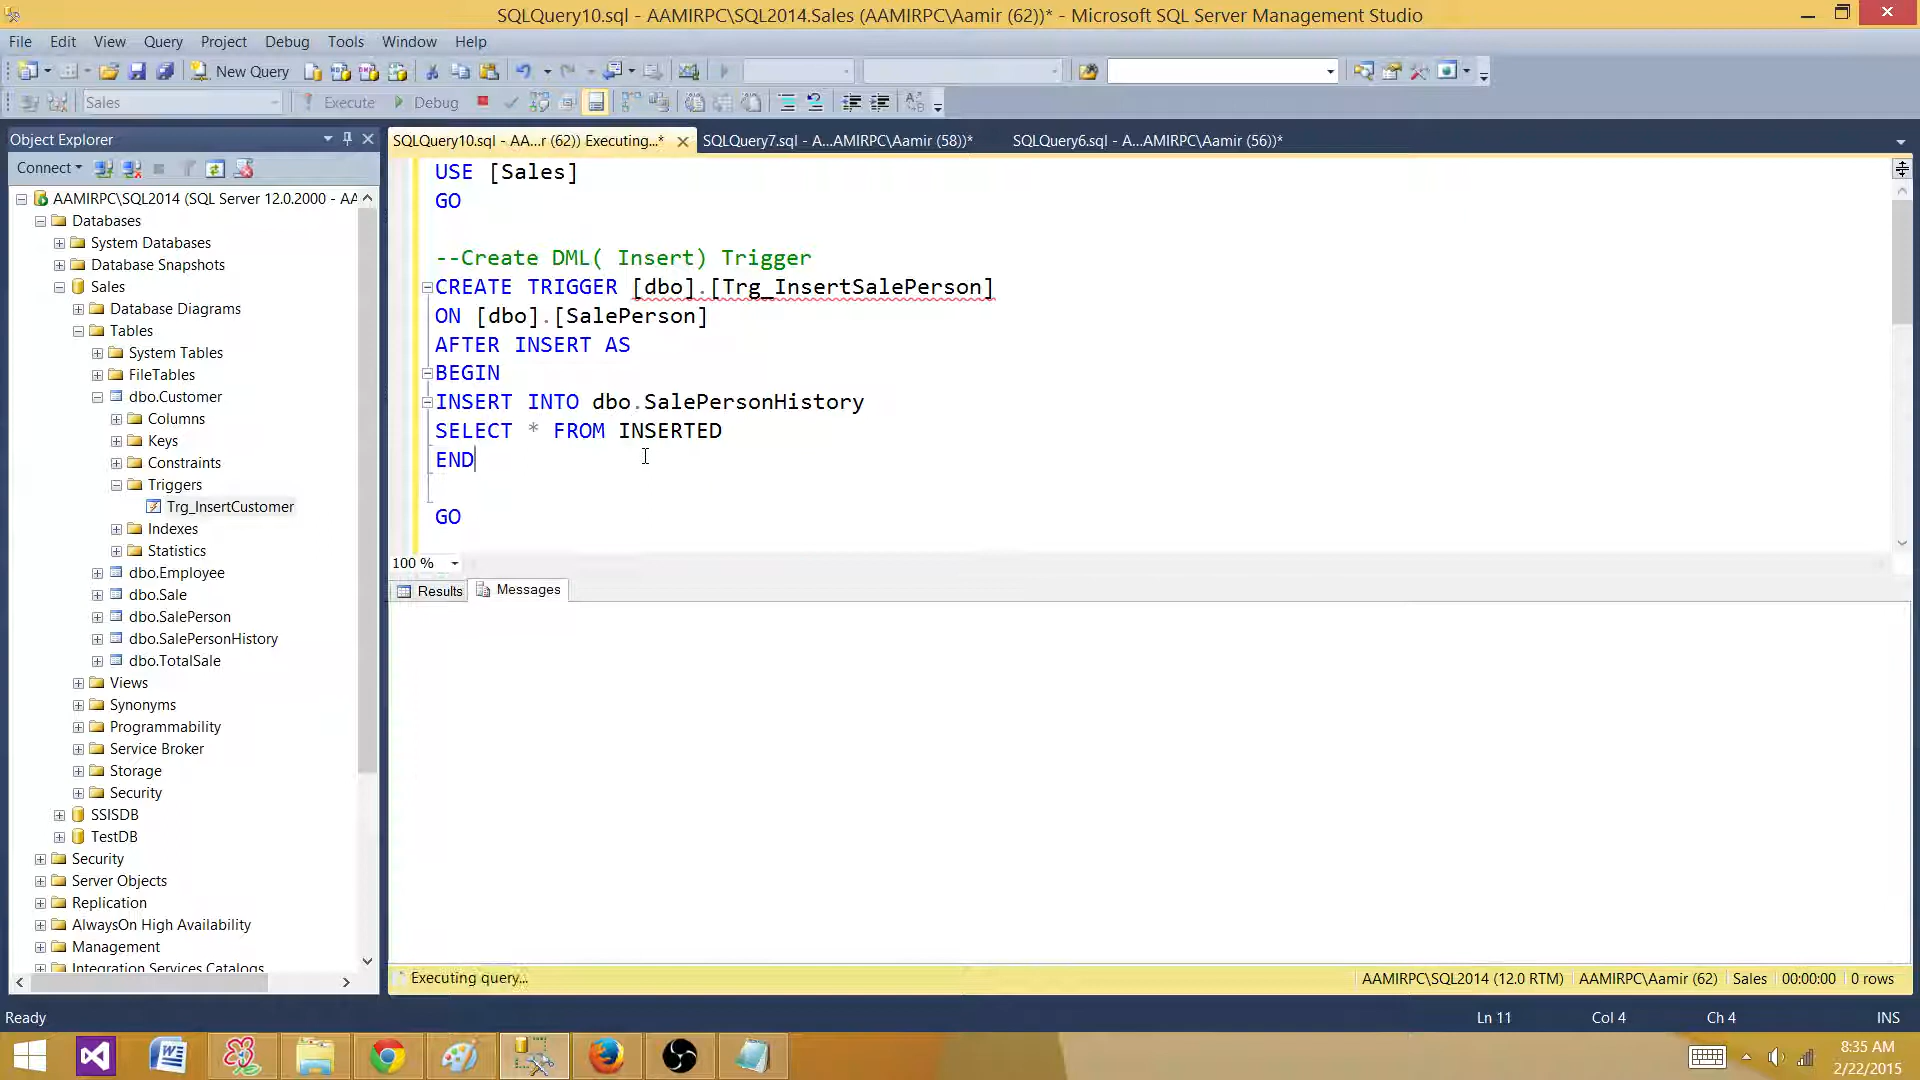 SQLQuery10.sql - AAMIRPC\SQL2014.Sales (AAMIRPC\Aamir (62))* - Microsoft SQL Server Management Studio
File Edit View Query Project Debug Tools Window Help
New Query
Sales Execute Debug
Object Explorer
Connect
AAMIRPC\SQL2014 (SQL Server 12.0.2000 - AA
Databases
System Databases
Database Snapshots
Sales
Database Diagrams
Tables
System Tables
FileTables
dbo.Customer
Columns
Keys
Constraints
Triggers
Trg_InsertCustomer
Indexes
Statistics
dbo.Employee
dbo.Sale
dbo.SalePerson
dbo.SalePersonHistory
dbo.TotalSale
Views
Synonyms
Programmability
Service Broker
Storage
Security
SSISDB
TestDB
Security
Server Objects
Replication
AlwaysOn High Availability
Management
Integration Services Catalogs
SQLQuery10.sql - AA...r (62)) Executing...* SQLQuery7.sql - A...AMIRPC\Aamir (58))* SQLQuery6.sql - A...AMIRPC\Aamir (56))*
USE [Sales]
GO
--Create DML( Insert) Trigger
CREATE TRIGGER [dbo].[Trg_InsertSalePerson]
ON [dbo].[SalePerson]
AFTER INSERT AS
BEGIN
INSERT INTO dbo.SalePersonHistory
SELECT * FROM INSERTED
END
GO
100 %
Results Messages
Executing query... AAMIRPC\SQL2014 (12.0 RTM) AAMIRPC\Aamir (62) Sales 00:00:00 0 rows
Ready Ln 11 Col 4 Ch 4 INS
8:35 AM
2/22/2015